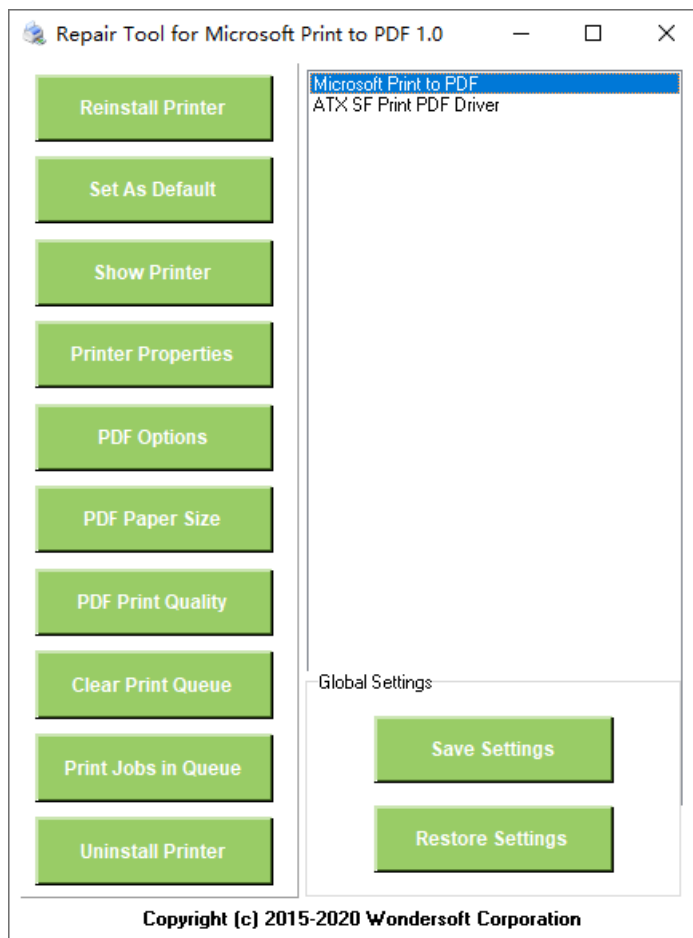 Repair Tool for Microsoft Print to PDF 1.0
Reinstall Printer
Set As Default
Show Printer
Printer Properties
PDF Options
PDF Paper Size
PDF Print Quality
Clear Print Queue
Print Jobs in Queue
Uninstall Printer
Microsoft Print to PDF
ATX SF Print PDF Driver
Global Settings
Save Settings
Restore Settings
Copyright (c) 2015-2020 Wondersoft Corporation